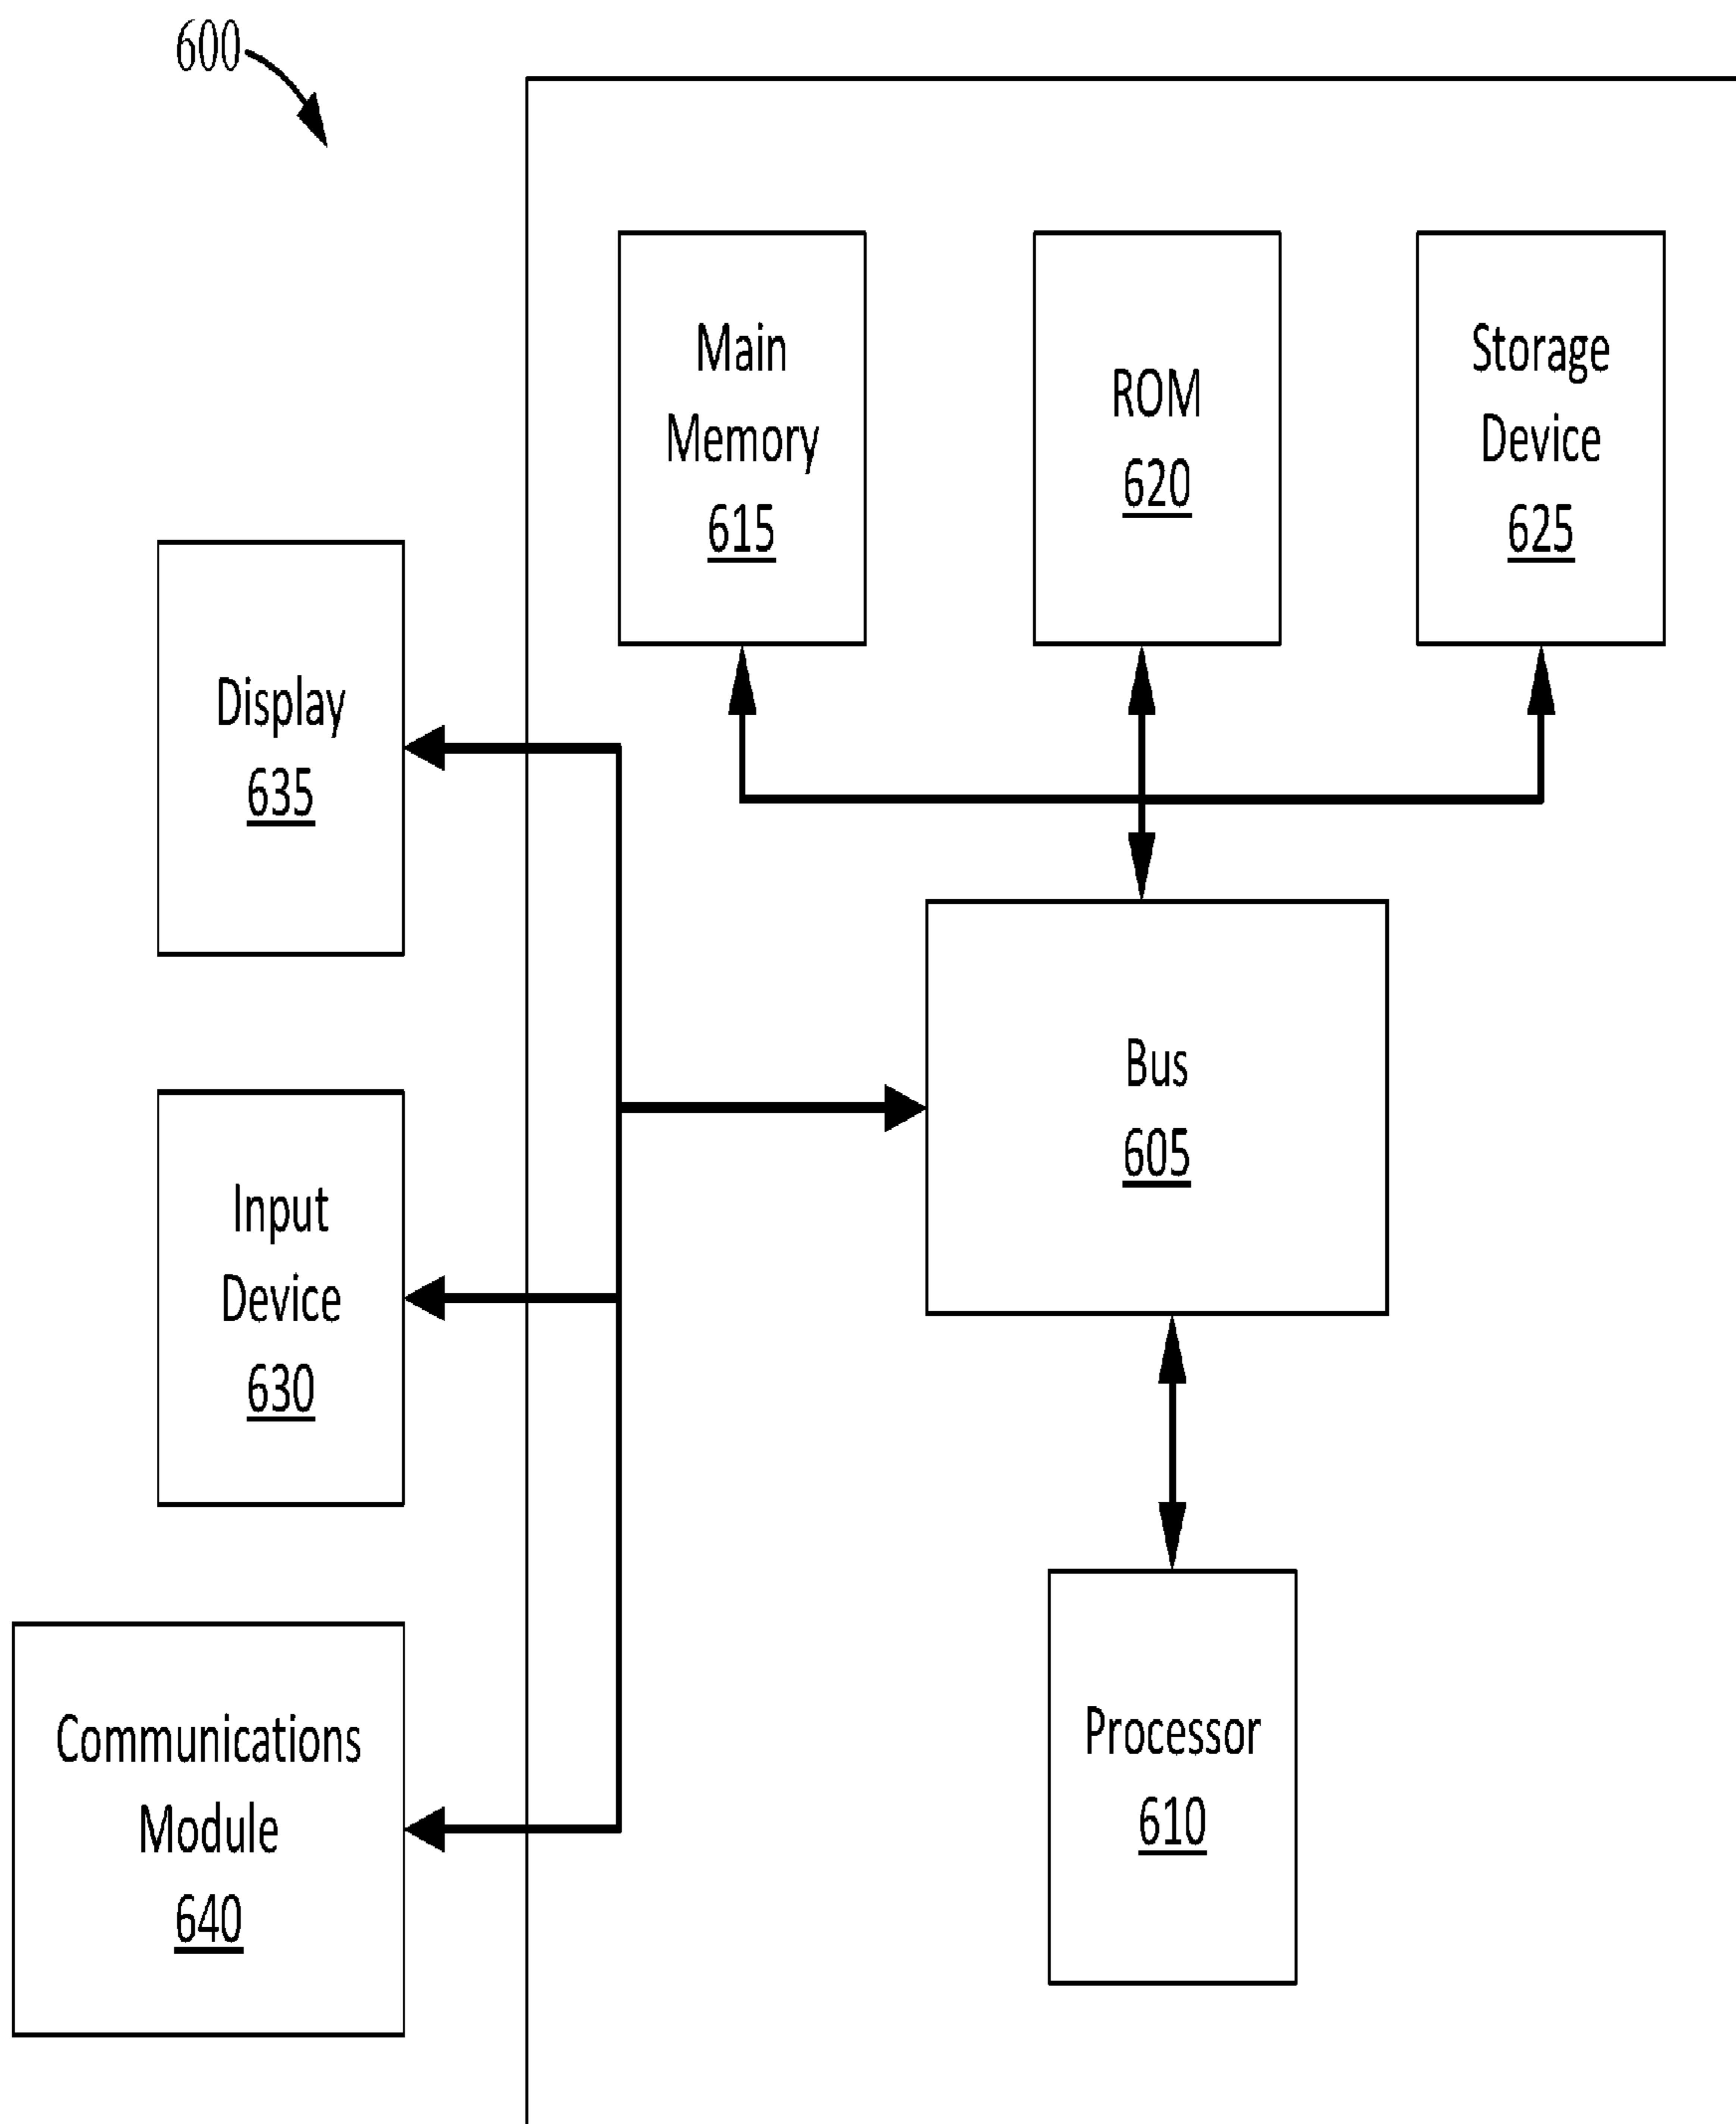 600
Main
Memory
615
ROM
620
Storage
Device
625
Display
635
Bus
605
Input
Device
630
Communications
Module
640
Processor
610